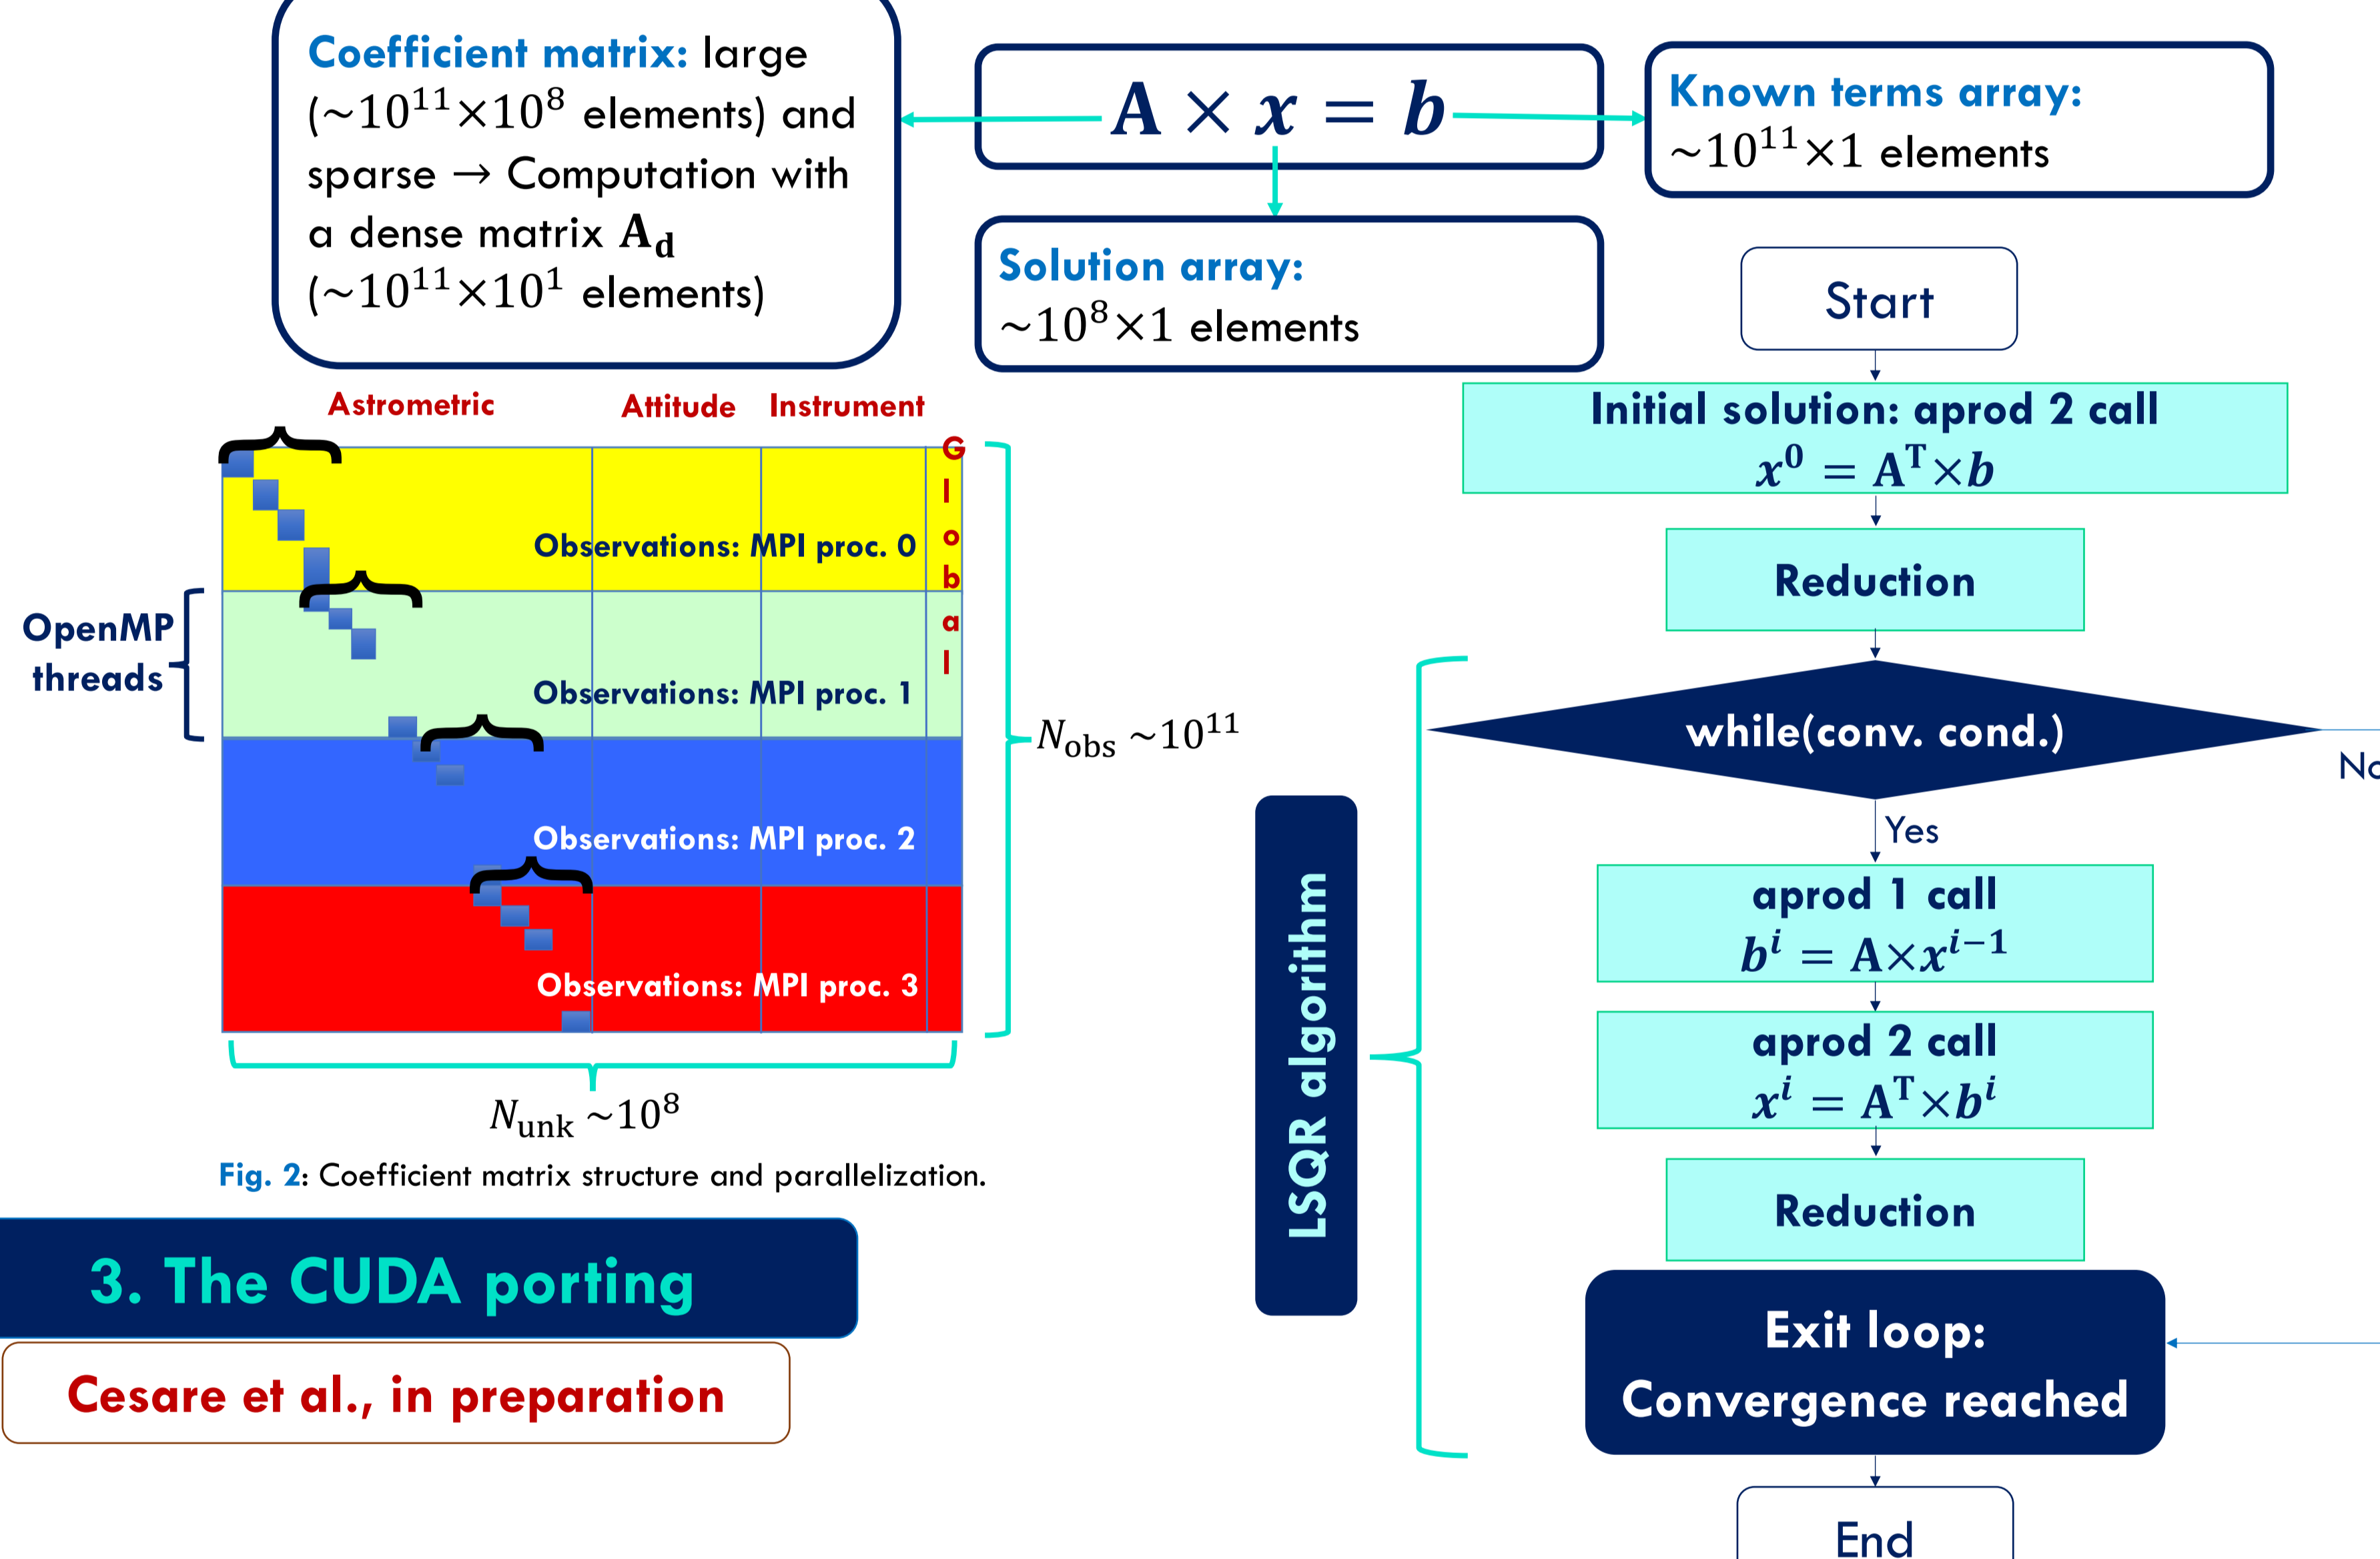 Coefficient matrix: large
(~10¹¹×10⁸ elements) and
sparse → Computation with
a dense matrix A_d
(~10¹¹×10¹ elements)
A × x = b
Known terms array:
~10¹¹×1 elements
Solution array:
~10⁸×1 elements
Astrometric Attitude Instrument
Global
Observations: MPI proc. 0
OpenMP
threads
Observations: MPI proc. 1
Observations: MPI proc. 2
Observations: MPI proc. 3
N_obs ~10¹¹
N_unk ~10⁸
Fig. 2: Coefficient matrix structure and parallelization.
3. The CUDA porting
Cesare et al., in preparation
LSQR algorithm
Start
Initial solution: aprod 2 call
x⁰ = Aᵀ×b
Reduction
while(conv. cond.)
No
Yes
aprod 1 call
bⁱ = A×xⁱ⁻¹
aprod 2 call
xⁱ = Aᵀ×bⁱ
Reduction
Exit loop:
Convergence reached
End